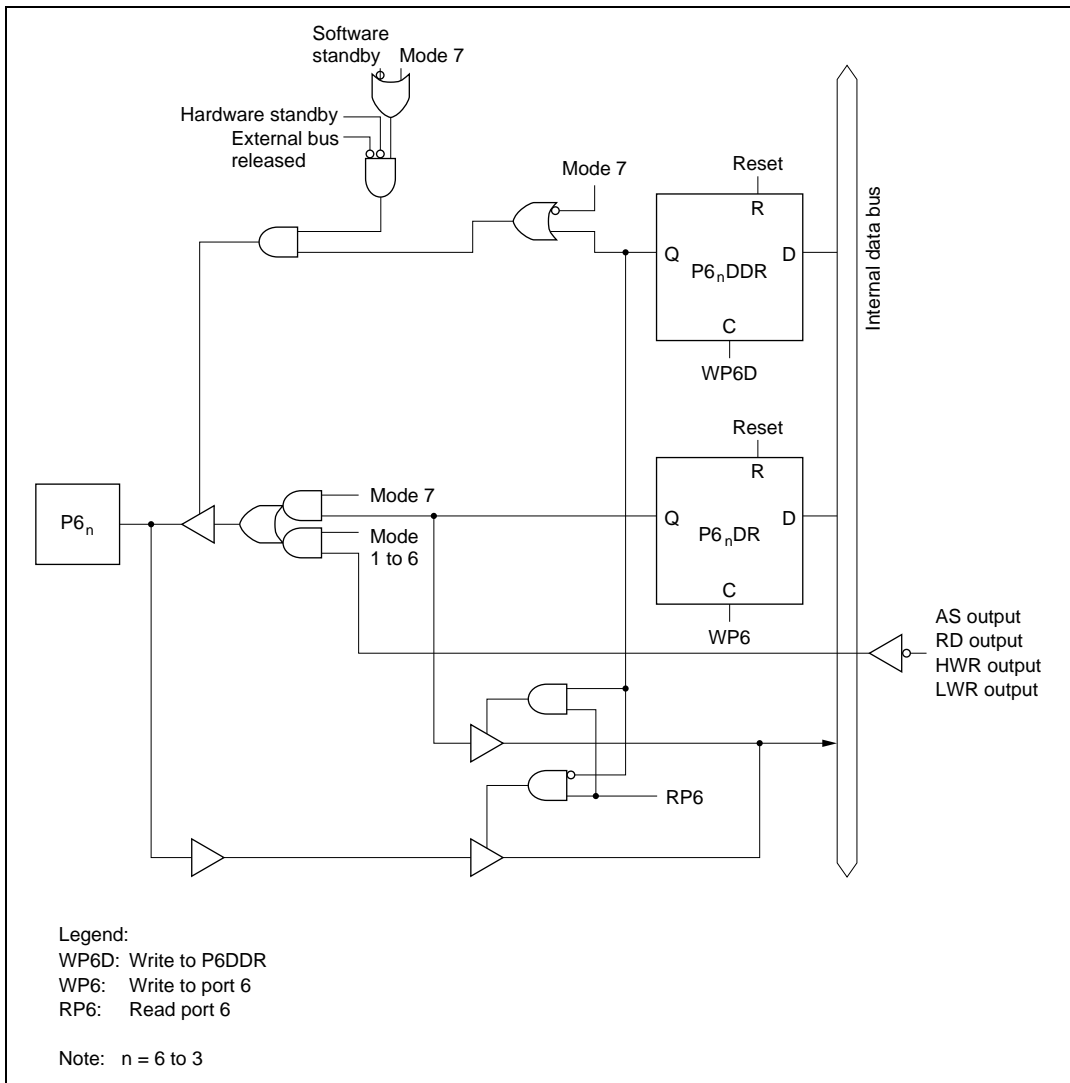 Software
standby
Mode 7
Hardware standby
External bus
released
Mode 7
Reset
R
Q
P6nDDR
D
C
WP6D
Internal data bus
Reset
R
P6n
Mode 7
Mode
1 to 6
Q
P6nDR
D
C
WP6
AS output
RD output
HWR output
LWR output
RP6
Legend:
WP6D: Write to P6DDR
WP6: Write to port 6
RP6: Read port 6
Note: n = 6 to 3